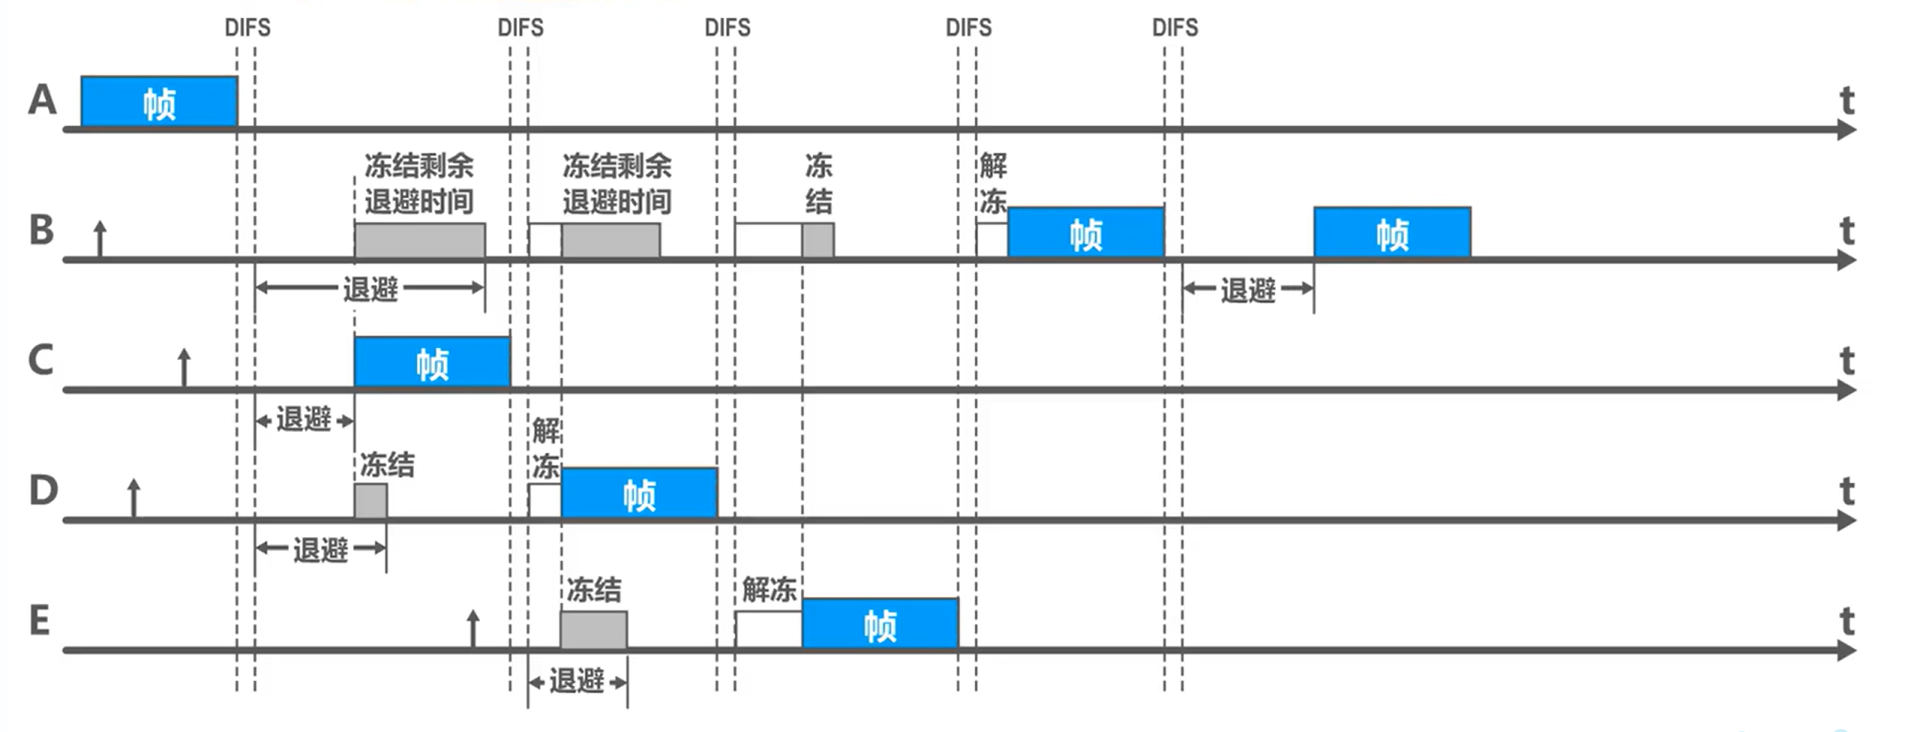 DIFS DIFS DIFS DIFS DIFS
A 帧 t
冻结剩余 冻结剩余 冻 解
退避时间 退避时间 结 冻
B 帧 帧 t
退避 退避
C 帧 t
退避 解
冻结 冻
D 帧 t
退避
冻结 解冻
E 帧 t
退避